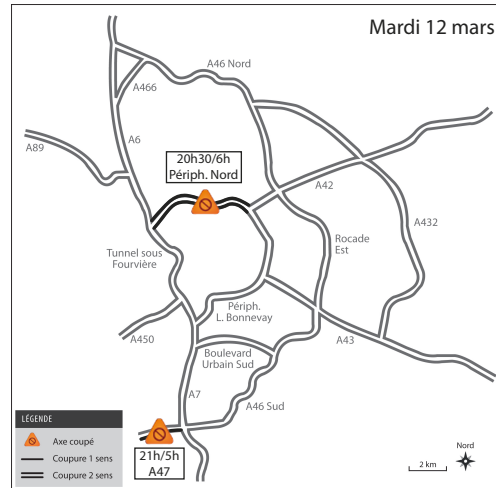 Mardi 12 mars
A46 Nord
A466
A6
A89
20h30/6h
Périph. Nord
A42
A432
Rocade
Est
Tunnel sous
Fourvière
Périph.
L. Bonnevay
A450
Boulevard
Urbain Sud
A43
A7
A46 Sud
LÉGENDE
Axe coupé
Coupure 1 sens
Coupure 2 sens
21h/5h
A47
2 km
Nord